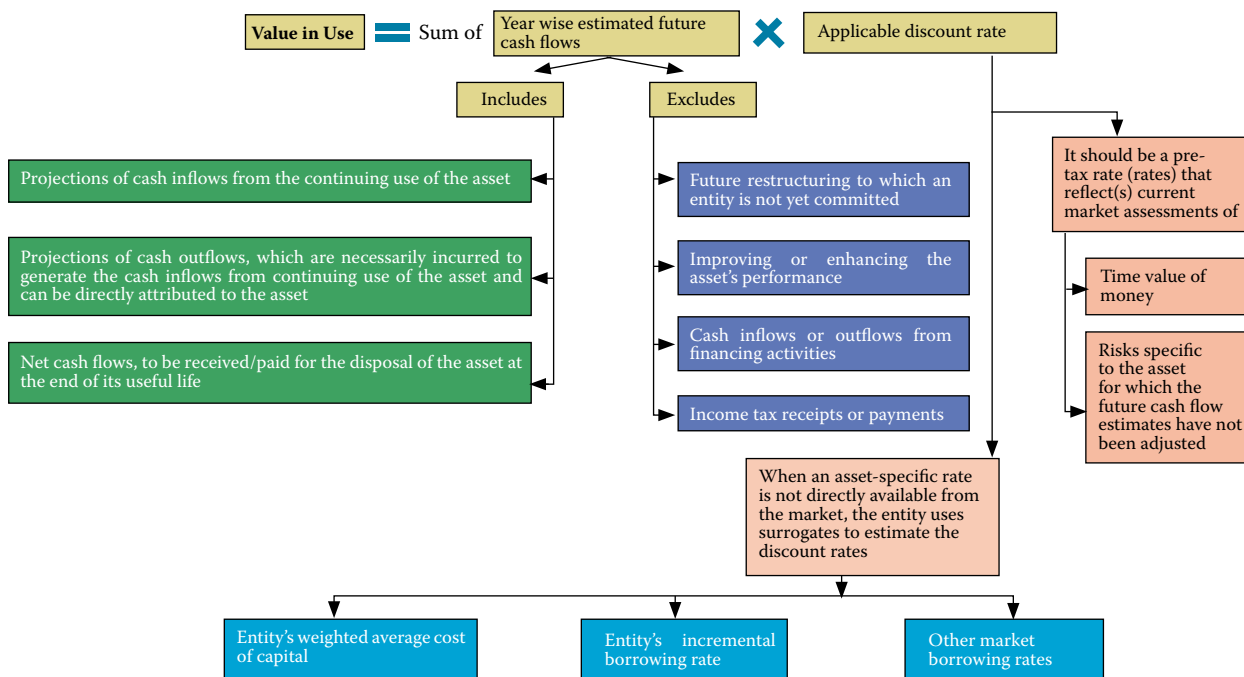 Value in Use = Sum of Year wise estimated future cash flows × Applicable discount rate
Includes
Excludes
Projections of cash inflows from the continuing use of the asset
Projections of cash outflows, which are necessarily incurred to
generate the cash inflows from continuing use of the asset and
can be directly attributed to the asset
Net cash flows, to be received/paid for the disposal of the asset at
the end of its useful life
Future restructuring to which an
entity is not yet committed
Improving or enhancing the
asset's performance
Cash inflows or outflows from
financing activities
Income tax receipts or payments
It should be a pre-
tax rate (rates) that
reflect(s) current
market assessments of
Time value of
money
Risks specific
to the asset
for which the
future cash flow
estimates have not
been adjusted
When an asset-specific rate
is not directly available from
the market, the entity uses
surrogates to estimate the
discount rates
Entity's weighted average cost
of capital
Entity's incremental
borrowing rate
Other market
borrowing rates